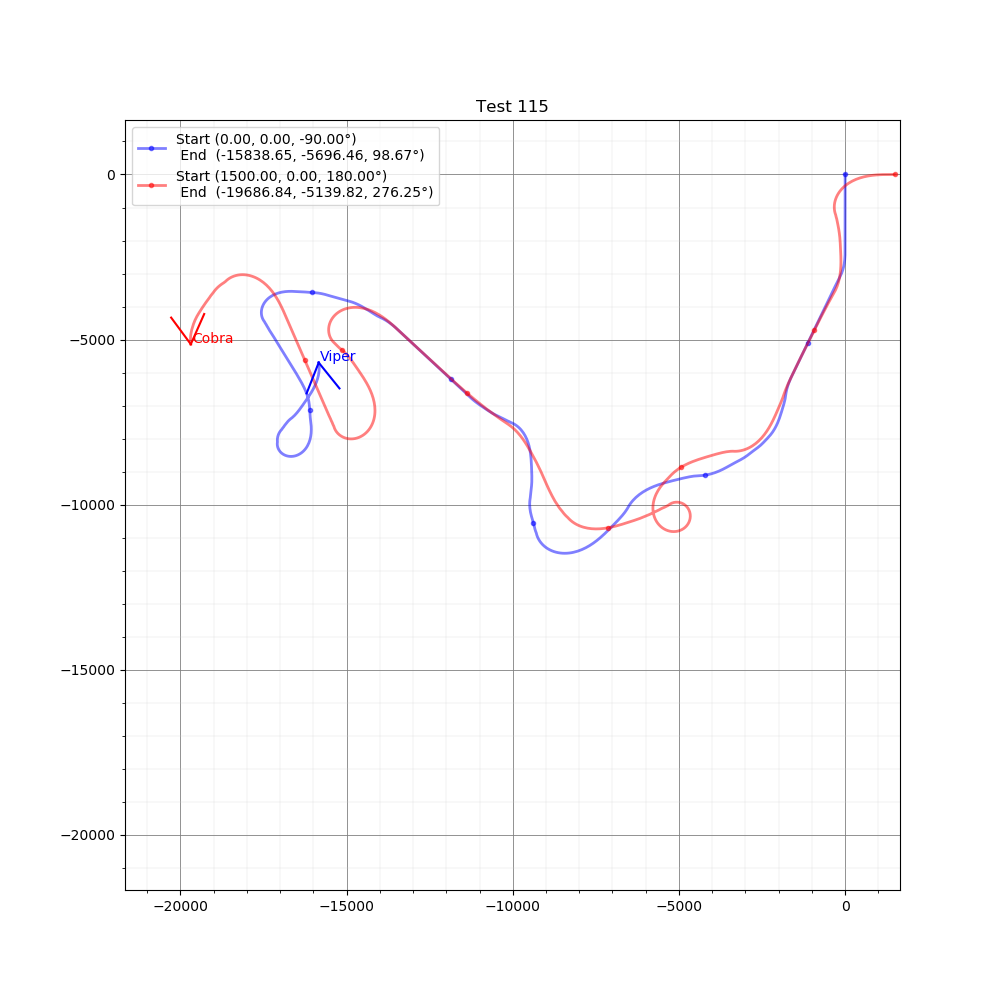 Test 115
Start (0.00, 0.00, -90.00°)
End (-15838.65, -5696.46, 98.67°)
Start (1500.00, 0.00, 180.00°)
End (-19686.84, -5139.82, 276.25°)
0
−5000
−10000
−15000
−20000
Cobra
Viper
−20000
−15000
−10000
−5000
0